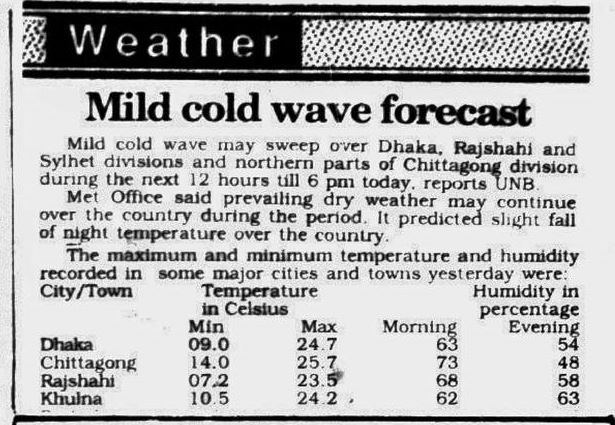 Weather
Mild cold wave forecast
Mild cold wave may sweep over Dhaka, Rajshahi and
Sylhet divisions and northern parts of Chittagong division
during the next 12 hours till 6 pm today, reports UNB.
Met Office said prevailing dry weather may continue
over the country during the period. It predicted slight fall
of night temperature over the country.
The maximum and minimum temperature and humidity
recorded in some major cities and towns yesterday were:
City/Town Temperature Humidity in
in Celsius percentage
Min Max Morning Evening
Dhaka 09.0 24.7 63 54
Chittagong 14.0 25.7 73 48
Rajshahi 07.2 23.5 68 58
Khulna 10.5 24.2 62 63